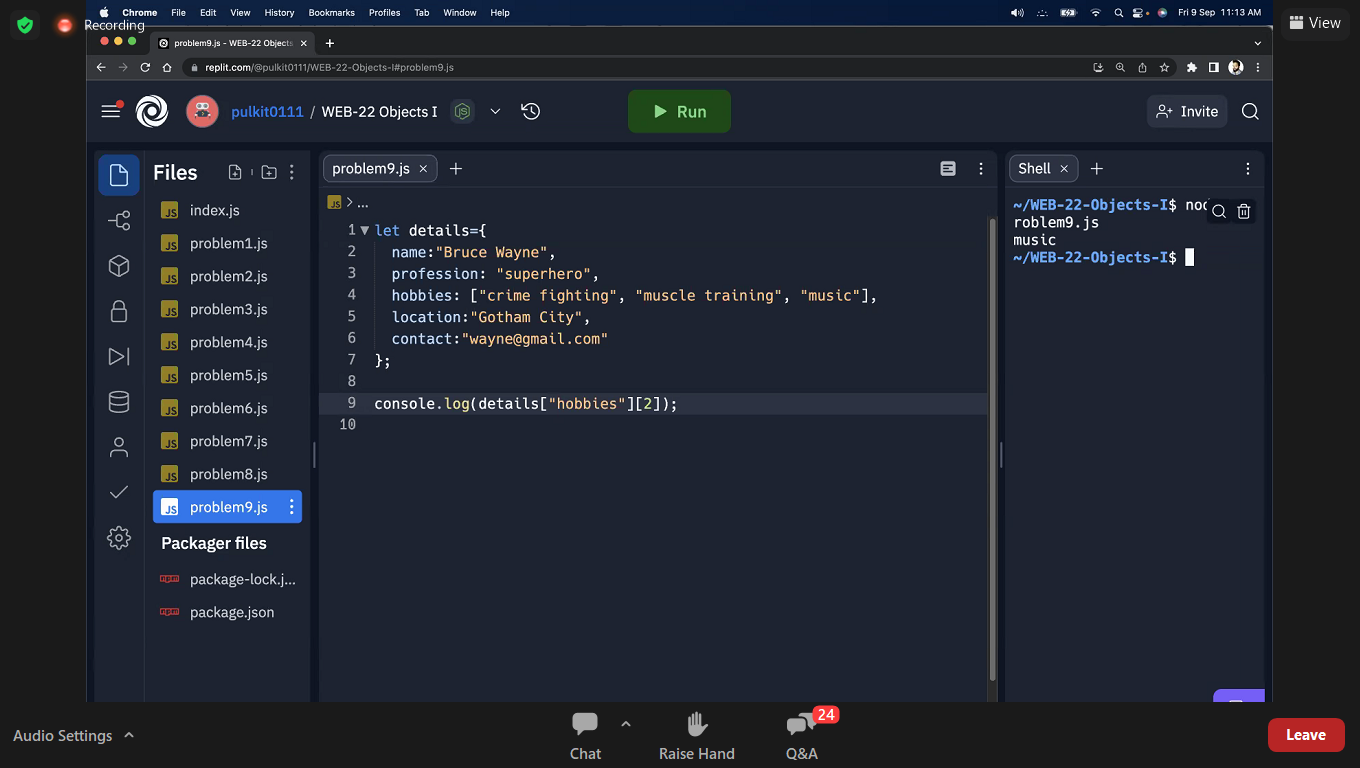 Chrome File Edit View History Bookmarks Profiles Tab Window Help Fri 9 Sep 11:13 AM
Recording
View
problem9.js - WEB-22 Objects
replit.com/@pulkit0111/WEB-22-Objects-I#problem9.js
pulkit0111 / WEB-22 Objects I
Run
Invite
Files
problem9.js
Shell
index.js
problem1.js
problem2.js
problem3.js
problem4.js
problem5.js
problem6.js
problem7.js
problem8.js
problem9.js
Packager files
package-lock.j...
package.json
JS > ...
1 let details={
2 name:"Bruce Wayne",
3 profession: "superhero",
4 hobbies: ["crime fighting", "muscle training", "music"],
5 location:"Gotham City",
6 contact:"wayne@gmail.com"
7 };
8
9 console.log(details["hobbies"][2]);
10
~/WEB-22-Objects-I$
roblem9.js
music
~/WEB-22-Objects-I$
Audio Settings
Chat
Raise Hand
24
Q&A
Leave